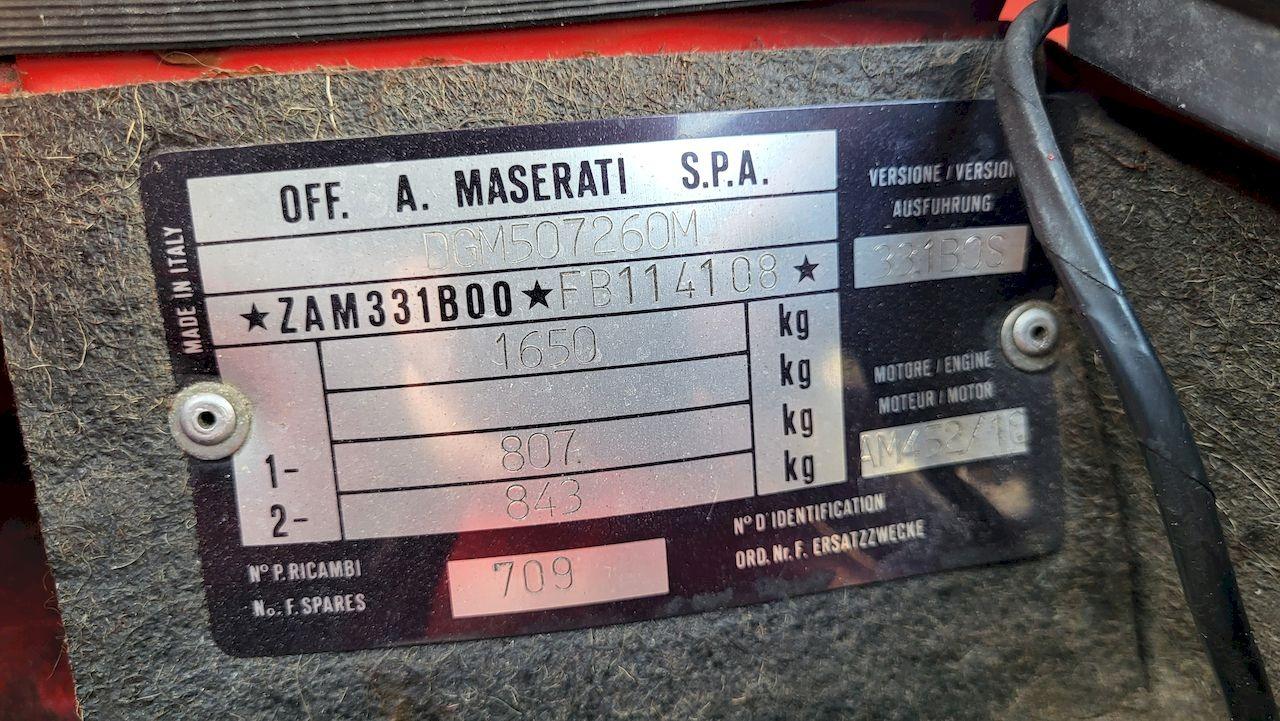 OFF. A. MASERATI S.P.A.
DGM507260M
★ZAM331B00★FB114108★
1650 kg
kg
1- 807 kg
2- 843 kg
MADE IN ITALY
N° P. RICAMBI
No. F. SPARES
709
N° D'IDENTIFICATION
ORD. Nr. F. ERSATZZWECKE
VERSIONE / VERSION
AUSFUHRUNG
331B0S
MOTORE / ENGINE
MOTEUR / MOTOR